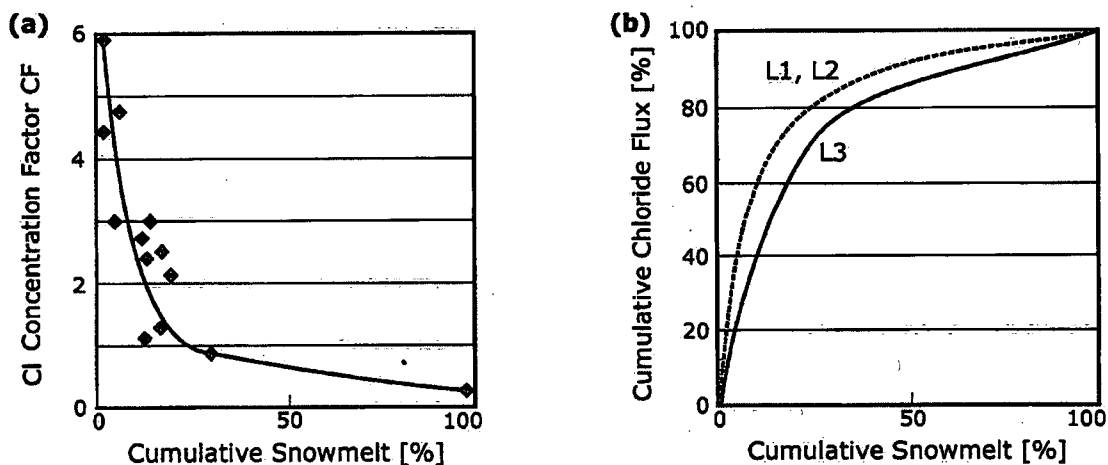 (a)
Cl Concentration Factor CF
6
4
2
0
0
50
100
Cumulative Snowmelt [%]
(b)
Cumulative Chloride Flux [%]
100
80
60
40
20
0
L1, L2
L3
0
50
100
Cumulative Snowmelt [%]